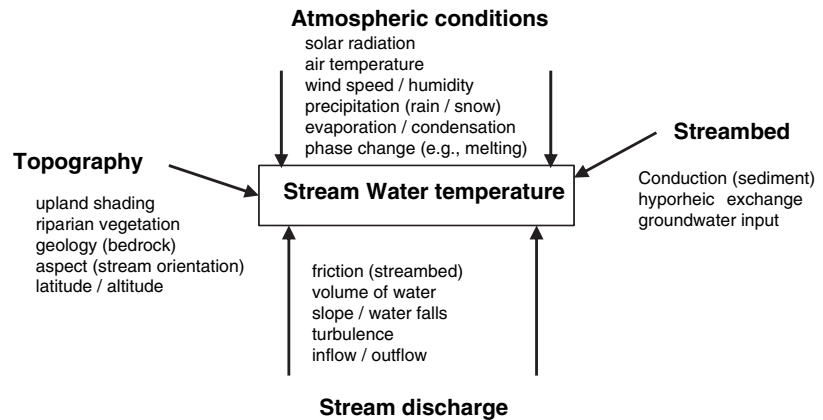 Atmospheric conditions
solar radiation
air temperature
wind speed / humidity
precipitation (rain / snow)
evaporation / condensation
phase change (e.g., melting)
Topography
upland shading
riparian vegetation
geology (bedrock)
aspect (stream orientation)
latitude / altitude
Stream Water temperature
Streambed
Conduction (sediment)
hyporheic exchange
groundwater input
friction (streambed)
volume of water
slope / water falls
turbulence
inflow / outflow
Stream discharge